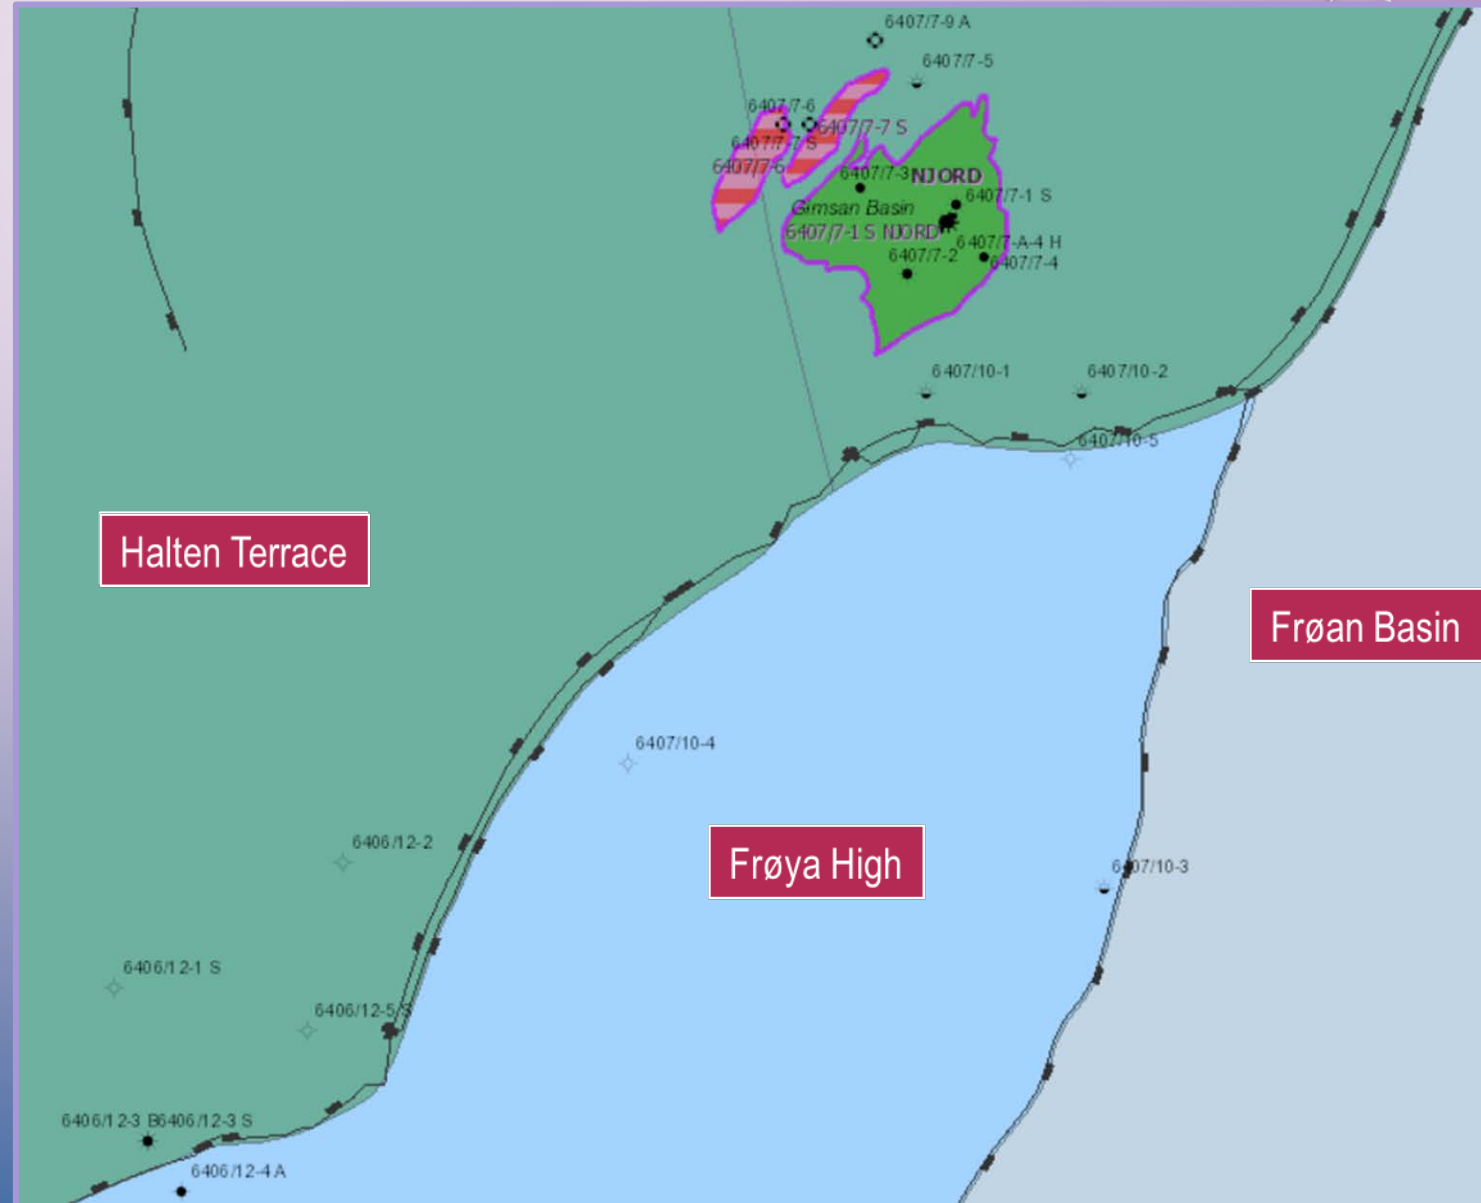 6407/7-9 A
6407/7-5
6407/7-6
6407/7-7 S
6407/7-7 S
6407/7-6
6407/7-3
NJORD
6407/7-1 S
Gimsan Basin
6407/7-1 S NJORD
6407/7-A-4 H
6407/7-2
6407/7-4
6407/10-1
6407/10-2
6407/10-5
Halten Terrace
Frøan Basin
6407/10-4
6406/12-2
Frøya High
6407/10-3
6406/12-1 S
6406/12-5 S
6406/12-3 B6406/12-3 S
6406/12-4 A